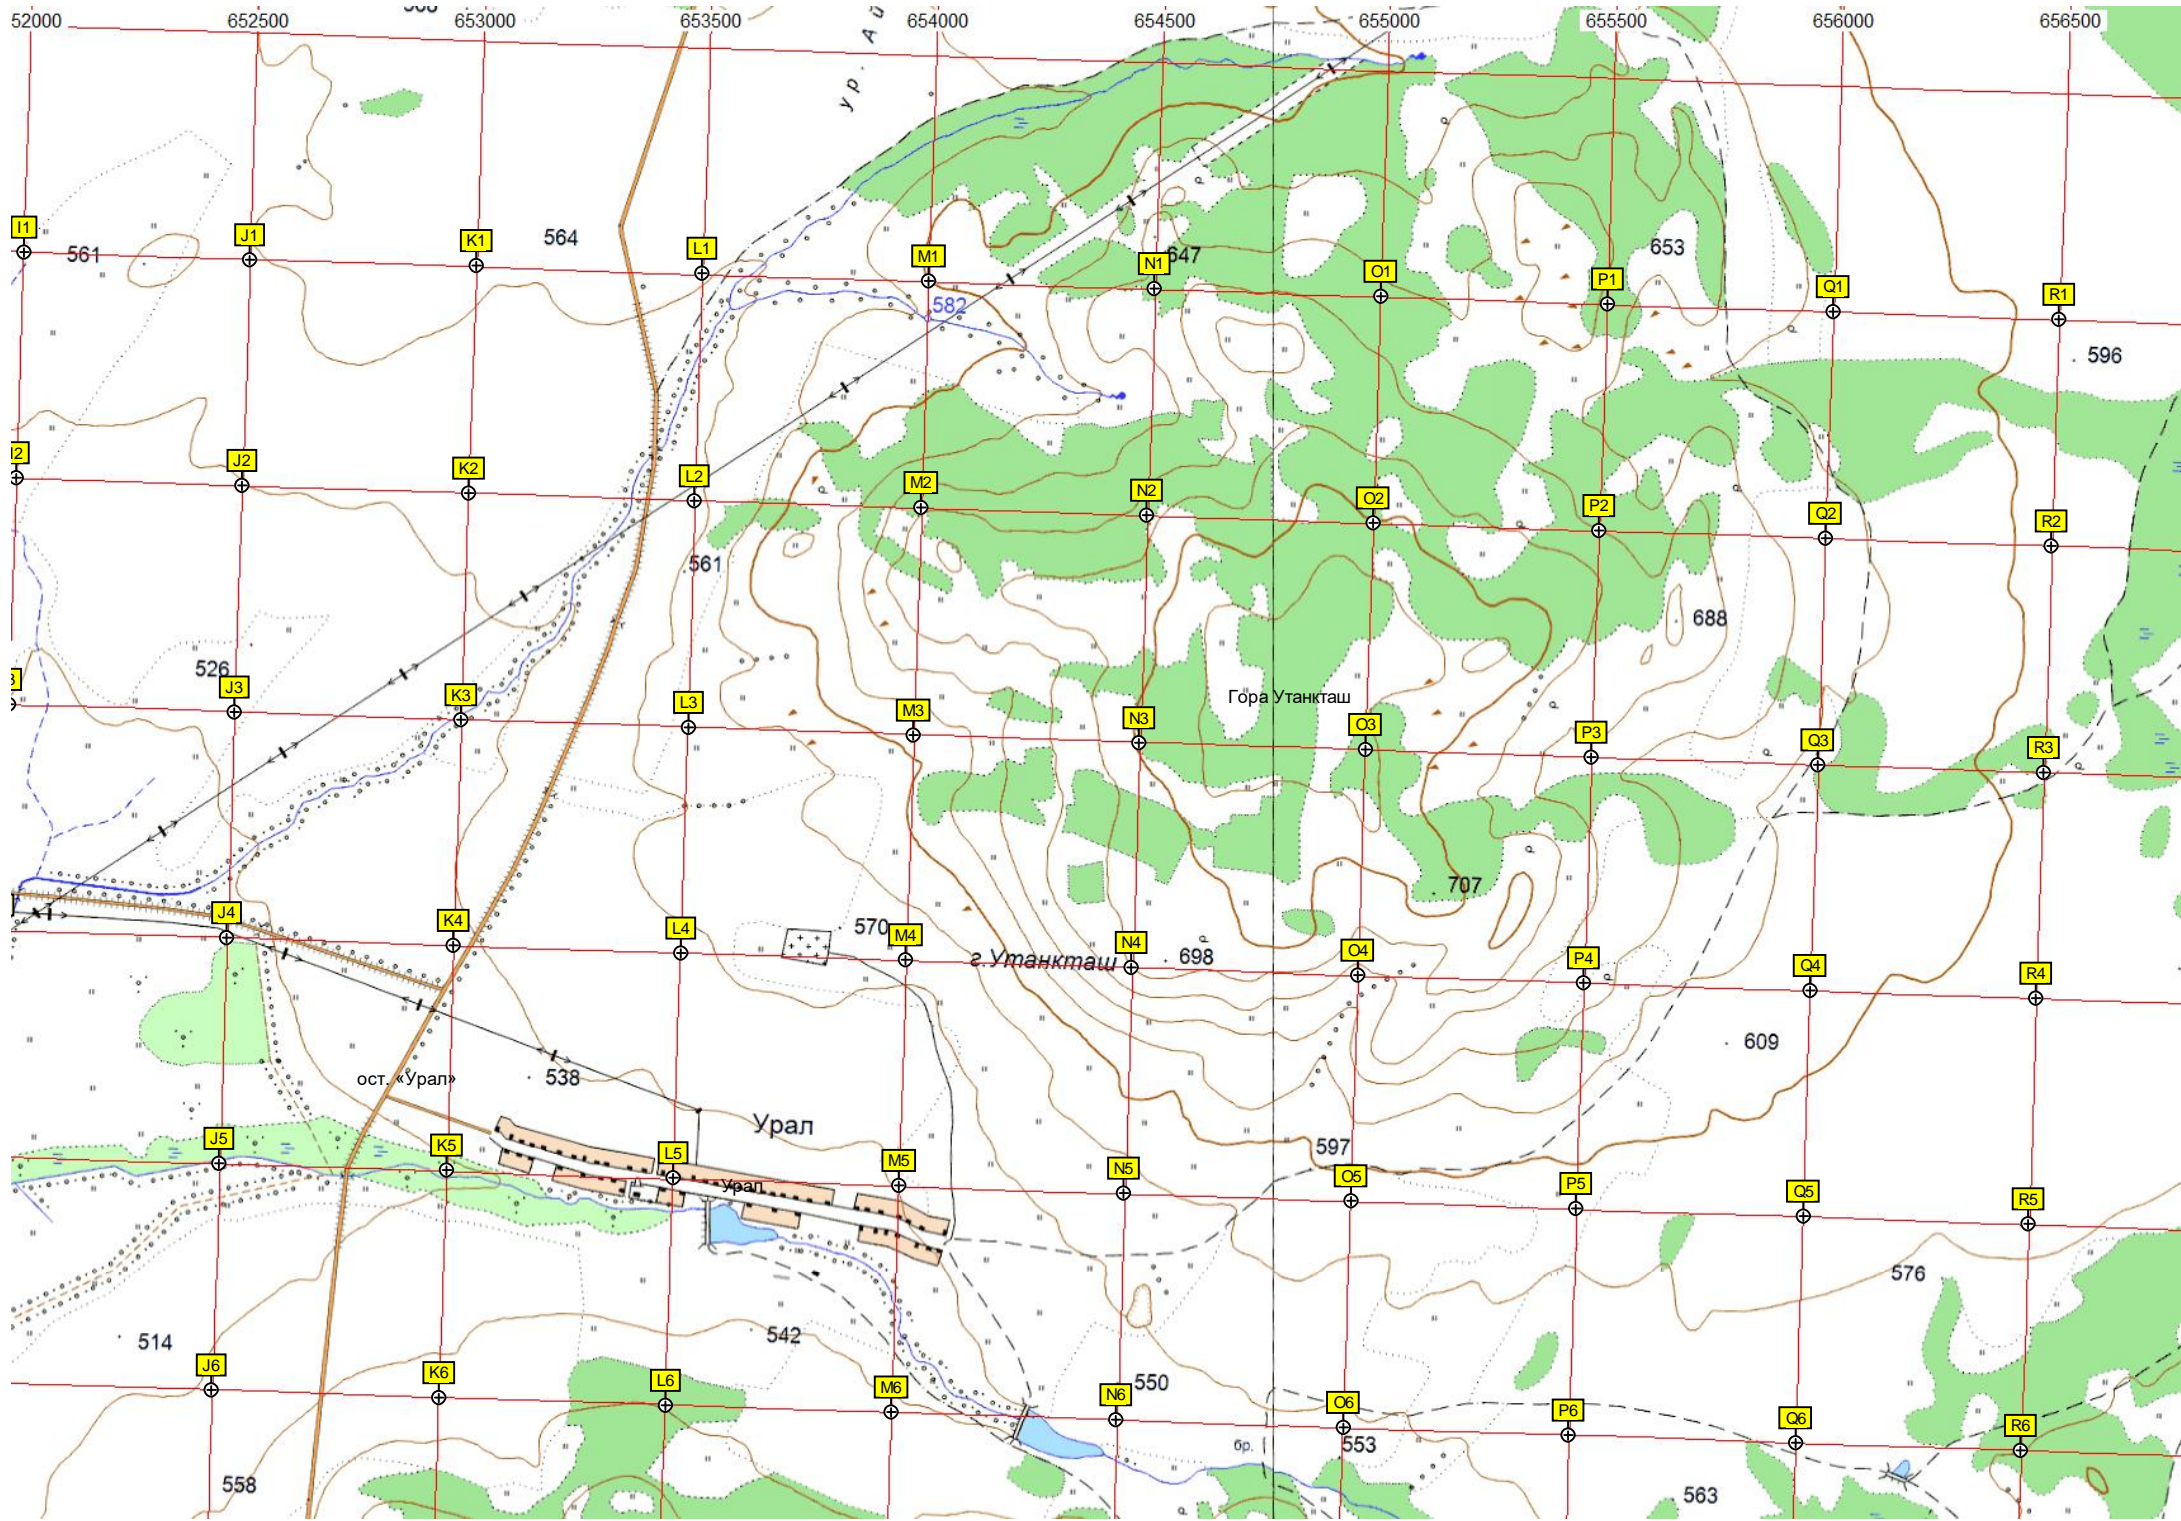 52000 652500 653000 653500 654000 654500 655000 655500 656000 656500
ур. Ай
I1 J1 K1 L1 M1 N1 O1 P1 Q1 R1
561 564 647 653
582
596
I2 J2 K2 L2 M2 N2 O2 P2 Q2 R2
561
688
526
Гора Утанкташ
J3 K3 L3 M3 N3 O3 P3 Q3 R3
707
570
J4 K4 L4 M4 N4 O4 P4 Q4 R4
г.Утанкташ 698
609
ост. «Урал» 538
Урал
597
J5 K5 L5 M5 N5 O5 P5 Q5 R5
Урал
576
514 542
J6 K6 L6 M6 N6 O6 P6 Q6 R6
550
бр. 553
558 563